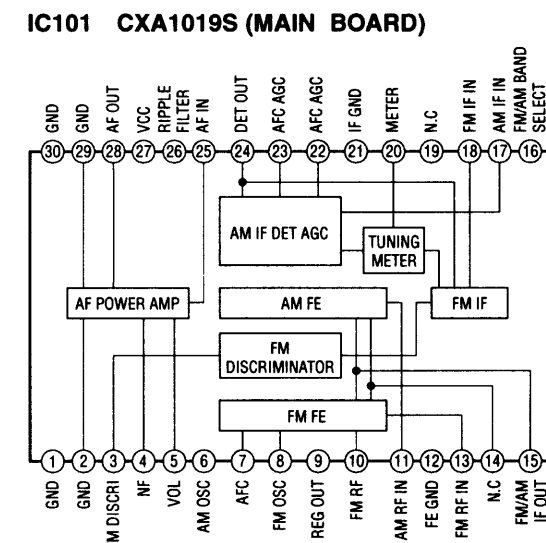 IC101 CXA1019S (MAIN BOARD)
GND
GND
AF OUT
VCC
RIPPLE
FILTER
AF IN
DET OUT
AFC AGC
AFC AGC
IF GND
METER
N.C
FM IF IN
AM IF IN
FM/AM BAND
SELECT
30 29 28 27 26 25 24 23 22 21 20 19 18 17 16
AM IF DET AGC
TUNING
METER
AF POWER AMP
AM FE
FM IF
FM
DISCRIMINATOR
FM FE
1 2 3 4 5 6 7 8 9 10 11 12 13 14 15
GND
GND
M DISCRI
NF
VOL
AM OSC
AFC
FM OSC
REG OUT
FM RF
AM RF IN
FE GND
FM RF IN
N.C
FM/AM
IF OUT